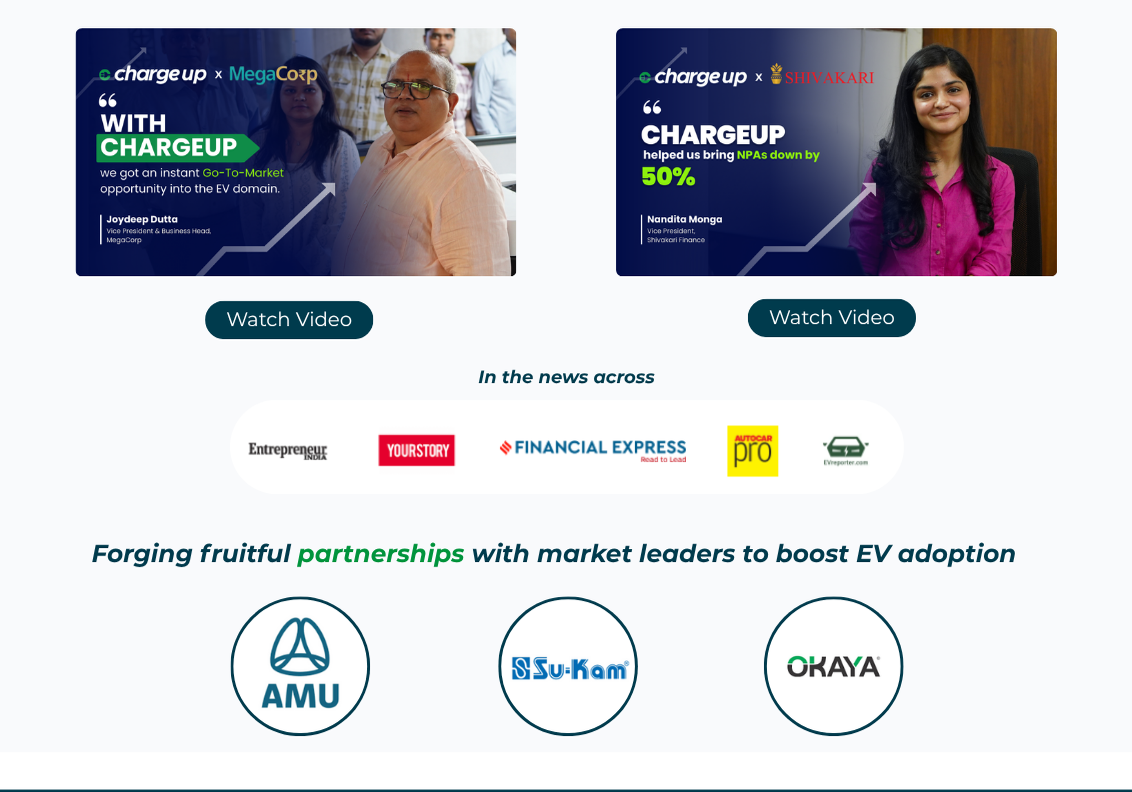 chargeup x MegaCorp
“
WITH
CHARGEUP
we got an instant Go-To-Market
opportunity into the EV domain.
Joydeep Dutta
Vice President & Business Head,
MegaCorp
Watch Video
chargeup x SHIVAKARI
“
CHARGEUP
helped us bring NPAs down by
50%
Nandita Monga
Vice President,
Shivakari Finance
Watch Video
In the news across
Entrepreneur
INDIA
YOURSTORY
FINANCIAL EXPRESS
Read to Lead
AUTOCAR
pro
EVreporter.com
Forging fruitful partnerships with market leaders to boost EV adoption
AMU
Su-Kam®
OKAYA®